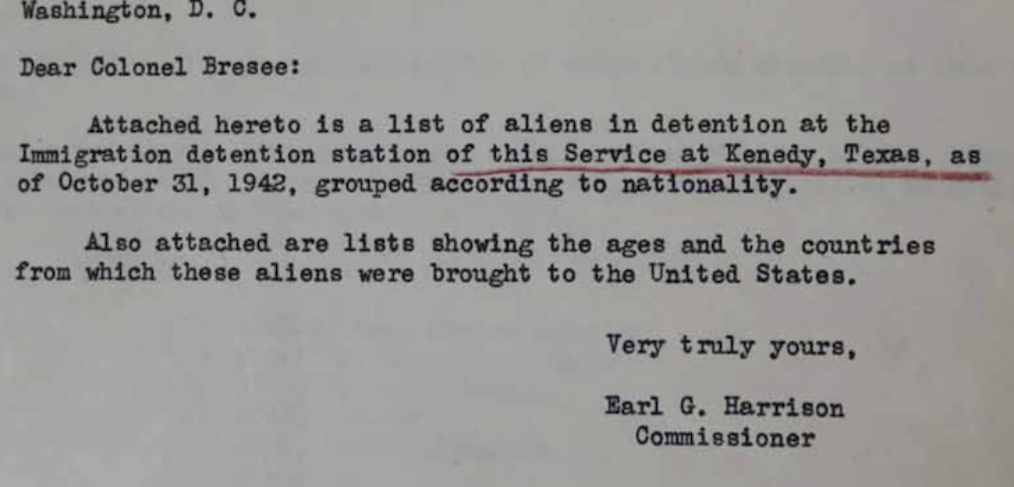 Washington, D. C.
Dear Colonel Bresee:
Attached hereto is a list of aliens in detention at the
Immigration detention station of this Service at Kenedy, Texas, as
of October 31, 1942, grouped according to nationality.
Also attached are lists showing the ages and the countries
from which these aliens were brought to the United States.
Very truly yours,
Earl G. Harrison
Commissioner